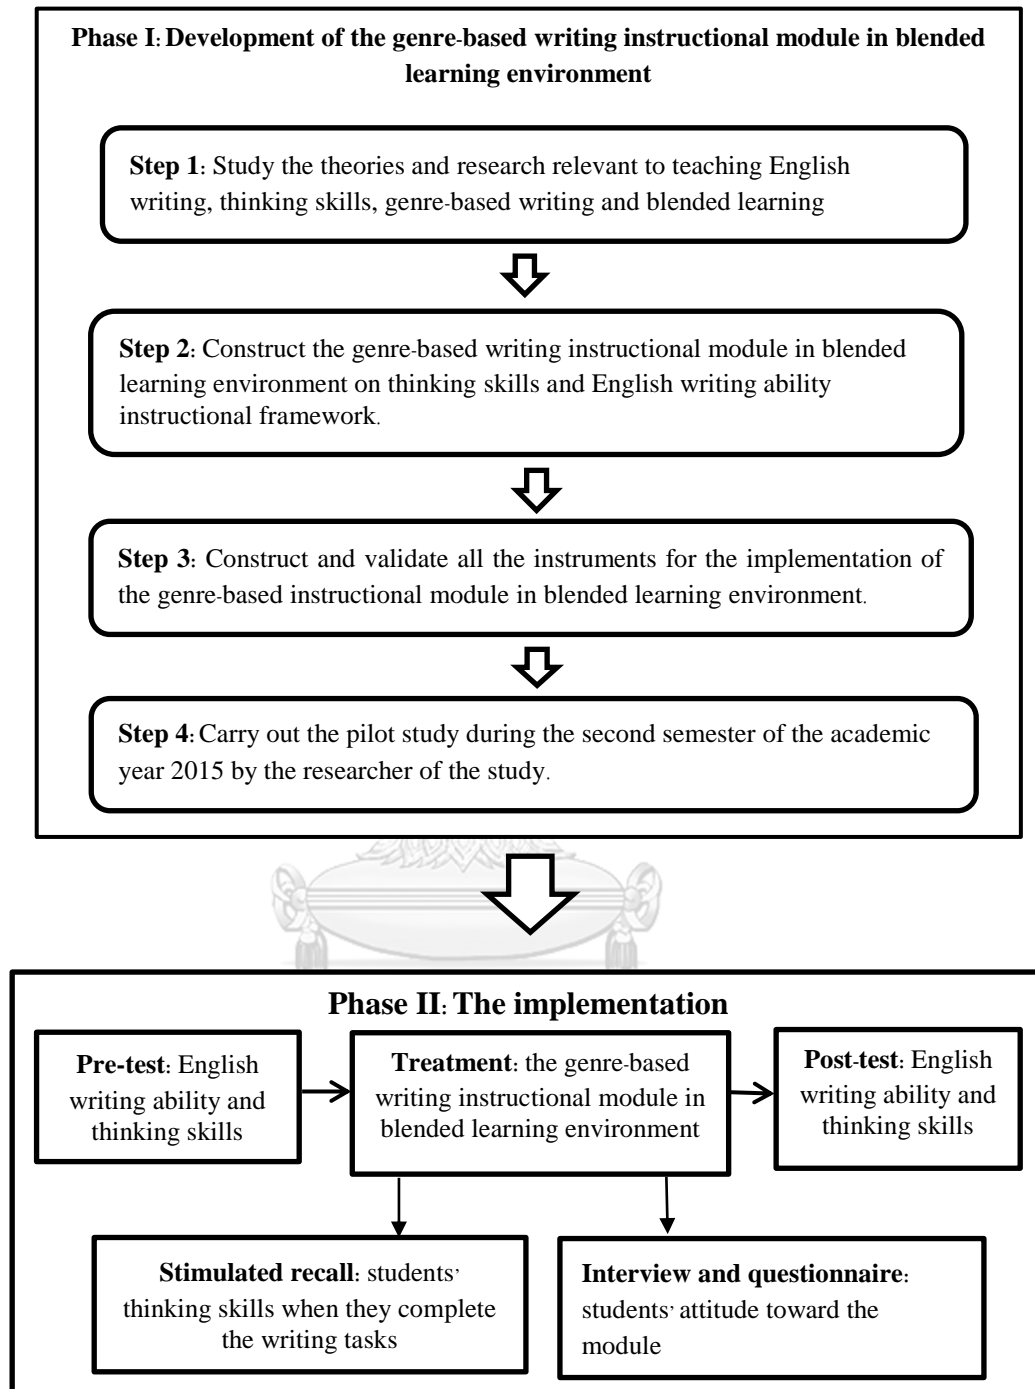 Phase I: Development of the genre-based writing instructional module in blended
learning environment
Step 1: Study the theories and research relevant to teaching English
writing, thinking skills, genre-based writing and blended learning
Step 2: Construct the genre-based writing instructional module in blended
learning environment on thinking skills and English writing ability
instructional framework.
Step 3: Construct and validate all the instruments for the implementation of
the genre-based instructional module in blended learning environment.
Step 4: Carry out the pilot study during the second semester of the academic
year 2015 by the researcher of the study.
Phase II: The implementation
Pre-test: English
writing ability and
thinking skills
Treatment: the genre-based
writing instructional module in
blended learning environment
Post-test: English
writing ability and
thinking skills
Stimulated recall: students'
thinking skills when they complete
the writing tasks
Interview and questionnaire:
students' attitude toward the
module